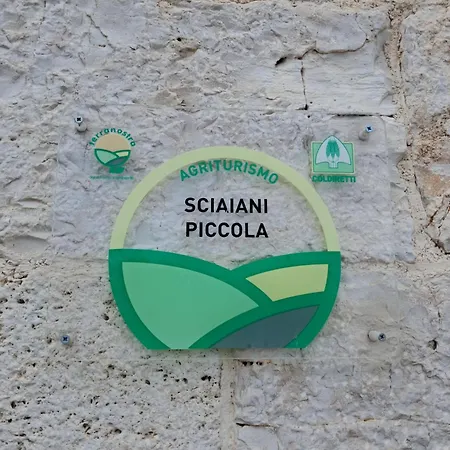 terranostra
COLDIRETTI
AGRITURISMO
SCIAIANI
PICCOLA